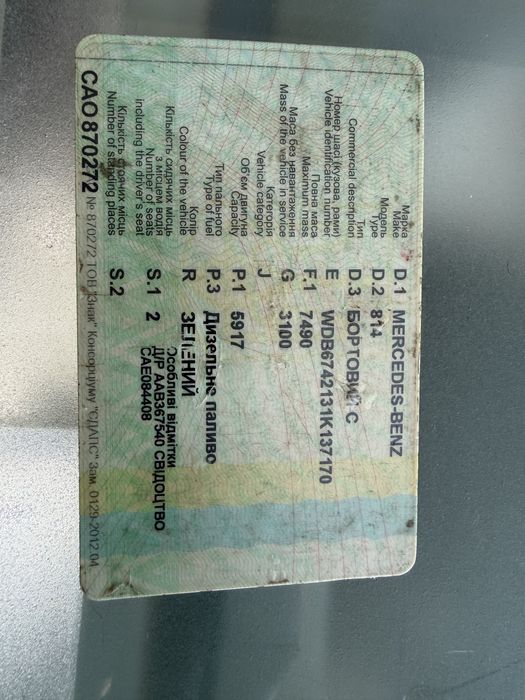 Марка
Make D.1 MERCEDES-BENZ
Модель
Type D.2 814
Тип
Commercial description D.3 БОРТОВИЙ С
Номер шасі (кузова, рами)
Vehicle identification number E WDB6742131K137170
Повна маса
Maximum mass F.1 7490
Маса без навантаження
Mass of the vehicle in service G 3100
Категорія
Vehicle category J
Об'єм двигуна
Capacity P.1 5917
Тип пального
Type of fuel P.3 Дизельне паливо
Колір
Colour of the vehicle R ЗЕЛЕНИЙ
Кількість сидячих місць
з місцем водія
Number of seats
including the driver's seat S.1 2
Кількість стоячих місць
Number of standing places S.2
Особливі відмітки
Д/Р ААВ367540 СВІДОЦТВО
САЕ084408
САО870272 № 870272 ТОВ "Знак" Консорціуму "ЄДАПС" Зам. 0129-2012.04